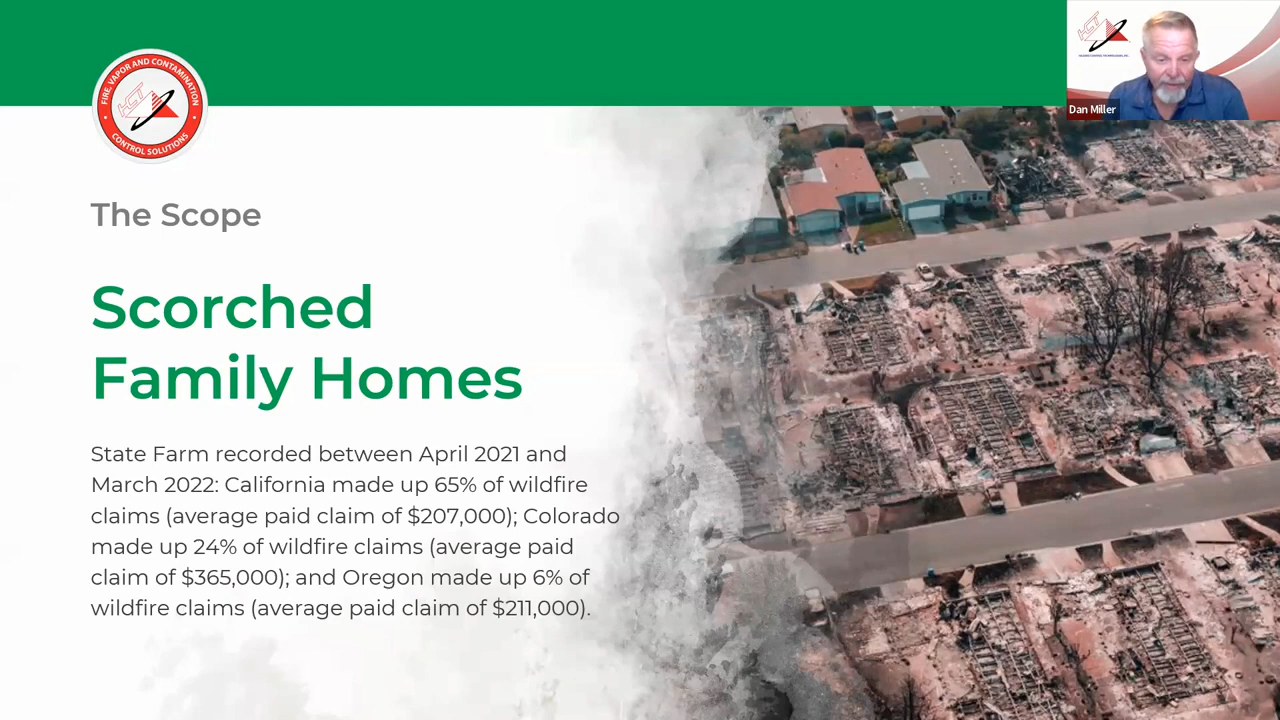 FIRE, VAPOR AND CONTAMINATION
HCT
CONTROL SOLUTIONS
HCT
Dan Miller
The Scope
Scorched
Family Homes
State Farm recorded between April 2021 and
March 2022: California made up 65% of wildfire
claims (average paid claim of $207,000); Colorado
made up 24% of wildfire claims (average paid
claim of $365,000); and Oregon made up 6% of
wildfire claims (average paid claim of $211,000).